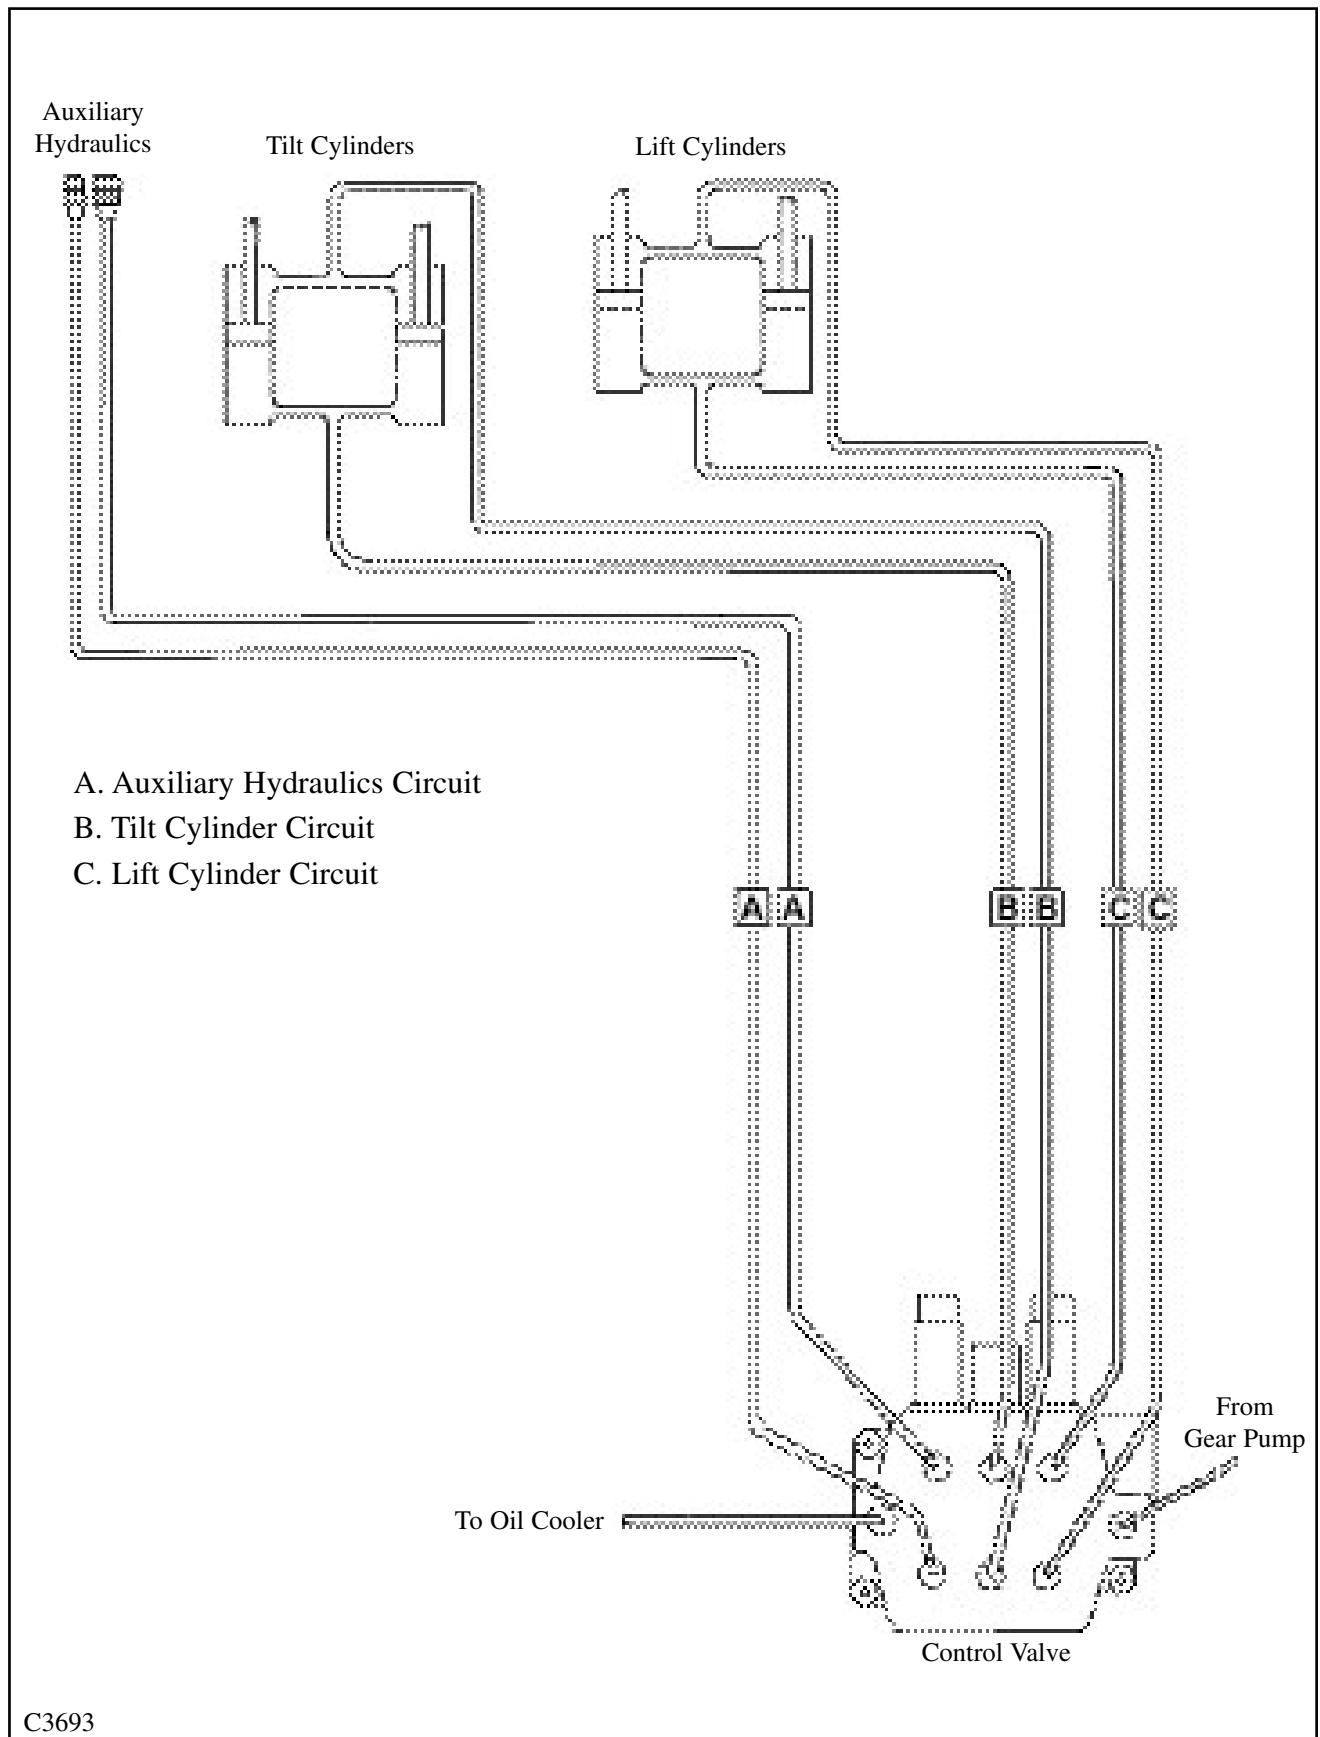 Auxiliary
Hydraulics
Tilt Cylinders
Lift Cylinders
A. Auxiliary Hydraulics Circuit
B. Tilt Cylinder Circuit
C. Lift Cylinder Circuit
A A B B C C
From
Gear Pump
To Oil Cooler
Control Valve
C3693